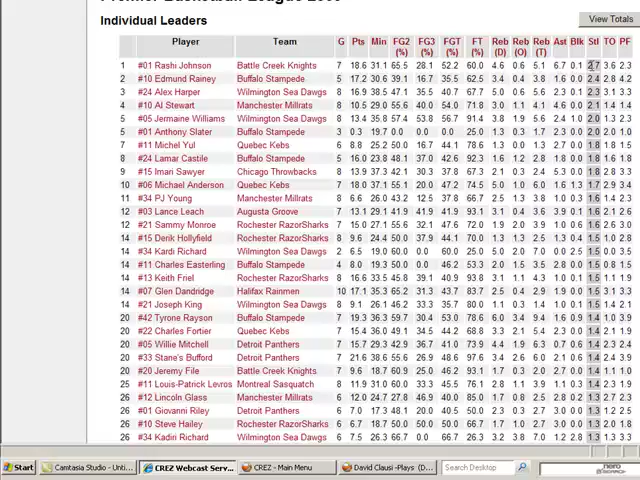 Individual Leaders
View Totals
Player Team G Pts Min FG2 (%) FG3 (%) FGT (%) FT (%) Reb (D) Reb (O) Reb (T) Ast Blk Stl TO PF
1 #01 Rashi Johnson Battle Creek Knights 7 18.6 31.1 65.5 28.1 52.2 60.0 4.6 0.6 5.1 6.7 0.1 2.7 3.6 2.3
2 #10 Edmund Rainey Buffalo Stampede 5 17.2 30.6 39.1 16.7 35.5 62.5 3.4 0.4 3.8 1.6 0.0 2.4 2.8 4.2
3 #24 Alex Harper Wilmington Sea Dawgs 8 16.9 38.5 47.1 35.5 40.7 65.7 6.6 0.3 6.9 2.5 0.0 2.3 3.1 2.3
4 #10 Al Stewart Manchester Millrats 8 10.5 29.0 55.6 40.0 54.0 71.8 3.0 1.1 4.1 4.6 0.0 2.1 1.4 1.4
5 #05 Jermaine Williams Wilmington Sea Dawgs 8 13.4 35.8 57.4 53.8 56.7 91.4 3.8 1.9 5.6 2.4 1.0 2.0 1.3 2.3
5 #01 Anthony Slater Buffalo Stampede 3 0.3 19.7 0.0 0.0 0.0 25.0 1.3 0.3 1.7 2.3 0.0 2.0 1.0 2.0
7 #11 Michel Yul Quebec Kebs 6 8.8 25.2 50.0 16.7 44.1 78.6 1.3 0.0 1.3 2.7 0.0 1.8 1.8 1.5
8 #24 Lamar Castile Buffalo Stampede 5 16.0 23.8 48.1 37.0 42.6 92.3 1.6 1.2 2.8 1.8 0.0 1.8 1.6 1.8
9 #15 Imari Sawyer Chicago Throwbacks 8 13.9 37.3 42.1 30.3 37.8 67.3 2.1 0.3 2.4 5.3 0.0 1.8 3.3 2.1
10 #06 Michael Anderson Quebec Kebs 7 18.0 37.1 55.1 20.0 47.2 74.5 5.0 1.0 6.0 1.6 1.3 1.7 2.9 3.4
11 #34 PJ Young Manchester Millrats 8 6.6 26.0 43.2 12.5 37.8 66.7 2.5 1.3 3.8 1.0 0.3 1.6 1.4 2.3
12 #03 Lance Leach Augusta Groove 7 13.1 29.1 41.9 41.9 41.9 93.1 3.1 0.4 3.6 3.9 0.1 1.6 2.1 2.6
12 #21 Sammy Monroe Rochester RazorSharks 7 15.0 27.1 55.6 32.1 47.6 72.0 1.9 2.0 3.9 1.0 0.6 1.6 2.6 3.0
14 #15 Derik Hollyfield Rochester RazorSharks 8 9.6 24.4 50.0 37.9 44.1 70.0 1.3 1.3 2.5 1.3 0.4 1.5 1.0 2.8
14 #34 Kardi Richard Wilmington Sea Dawgs 2 6.5 19.0 60.0 0.0 60.0 25.0 5.0 2.0 7.0 0.0 2.5 1.5 0.0 3.5
14 #11 Charles Easterling Buffalo Stampede 4 8.0 19.3 50.0 0.0 46.2 53.3 2.0 1.5 3.5 2.8 0.0 1.5 0.8 1.5
14 #13 Keith Friel Rochester RazorSharks 8 16.6 33.5 45.8 39.1 40.9 93.8 3.1 1.1 4.3 1.0 0.1 1.5 1.1 1.9
14 #07 Glen Dandridge Halifax Rainmen 10 17.1 35.3 65.2 31.3 43.7 83.7 2.5 0.4 2.9 1.9 0.0 1.5 3.1 2.1
14 #21 Joseph King Wilmington Sea Dawgs 8 9.1 26.1 42.6 33.3 35.7 80.0 1.1 0.3 1.4 1.0 0.1 1.4 2.1
20 #42 Tyrone Rayson Buffalo Stampede 7 19.3 36.3 59.7 30.4 53.0 78.6 6.0 3.4 9.4 1.6 0.9 1.4 1.0 3.9
20 #22 Charles Fortier Quebec Kebs 7 15.4 36.0 49.1 34.5 44.2 68.8 3.3 2.1 5.4 2.3 0.0 1.4 2.1 1.9
20 #05 Willie Mitchell Detroit Panthers 7 15.7 29.3 42.9 36.7 41.0 73.9 4.4 1.9 6.3 0.7 0.6 1.4 2.3 3.1
20 #33 Stane's Bufford Detroit Panthers 7 21.6 38.6 55.6 26.9 48.6 97.6 3.4 2.6 6.0 2.1 0.6 1.4 2.9 3.4
20 #20 Jeremy File Battle Creek Knights 7 9.6 18.7 60.9 25.0 46.2 93.1 1.7 0.3 2.0 1.7 0.0 1.4 1.1 1.0
25 #11 Louis-Patrick Levros Montreal Sasquatch 8 11.9 31.0 60.0 33.3 45.5 76.1 2.8 1.1 3.9 1.1 0.3 1.4 2.3 1.9
26 #12 Lincoln Glass Manchester Millrats 6 12.0 24.7 27.8 46.9 40.0 85.0 1.7 0.8 2.5 2.7 0.0 1.3 2.5 2.5
26 #01 Giovanni Riley Detroit Panthers 6 7.0 17.3 48.1 20.0 40.5 50.0 2.3 0.3 2.7 3.0 0.0 1.3 1.2 2.5
26 #10 Steve Hailey Rochester RazorSharks 6 6.7 18.7 50.0 50.0 50.0 66.7 1.7 1.0 2.7 3.0 0.0 1.3 1.3 2.0
26 #34 Kadiri Richard Wilmington Sea Dawgs 6 7.5 26.3 66.7 0.0 66.7 26.3 3.2 3.8 7.0 1.2 2.8 1.3 1.3 3.3
Start
Camtasia Studio - Unti...
CREZ Webcast Serv...
CREZ - Main Menu
David Clausi -Plays (D...
Search Desktop
nero
SEARCH